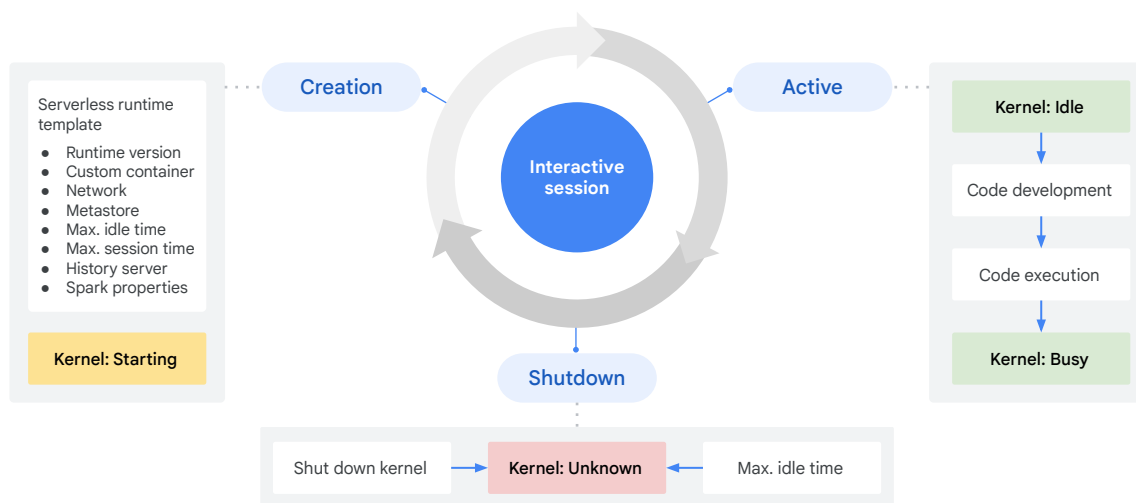 Creation
Serverless runtime
template
● Runtime version
● Custom container
● Network
● Metastore
● Max. idle time
● Max. session time
● History server
● Spark properties
Kernel: Starting
Interactive
session
Active
Kernel: Idle
Code development
Code execution
Kernel: Busy
Shutdown
Shut down kernel
Kernel: Unknown
Max. idle time